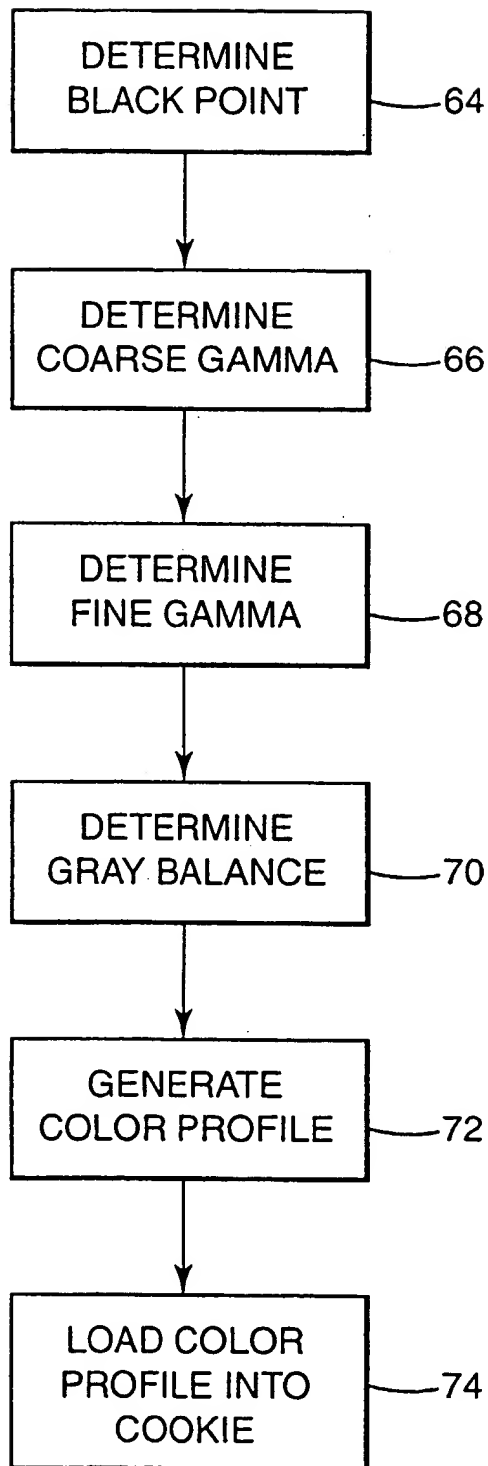 DETERMINE
BLACK POINT
64
DETERMINE
COARSE GAMMA
66
DETERMINE
FINE GAMMA
68
DETERMINE
GRAY BALANCE
70
GENERATE
COLOR PROFILE
72
LOAD COLOR
PROFILE INTO
COOKIE
74